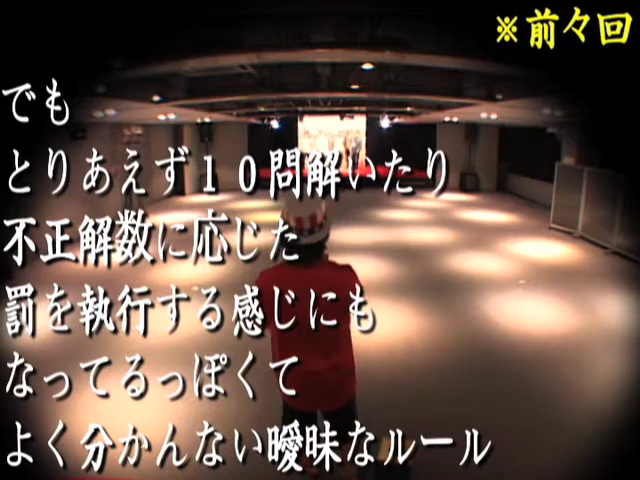 ※前々回
でも
とりあえず１０問解いたり
不正解数に応じた
罰を執行する感じにも
なってるっぽくて
よく分かんない曖昧なルール